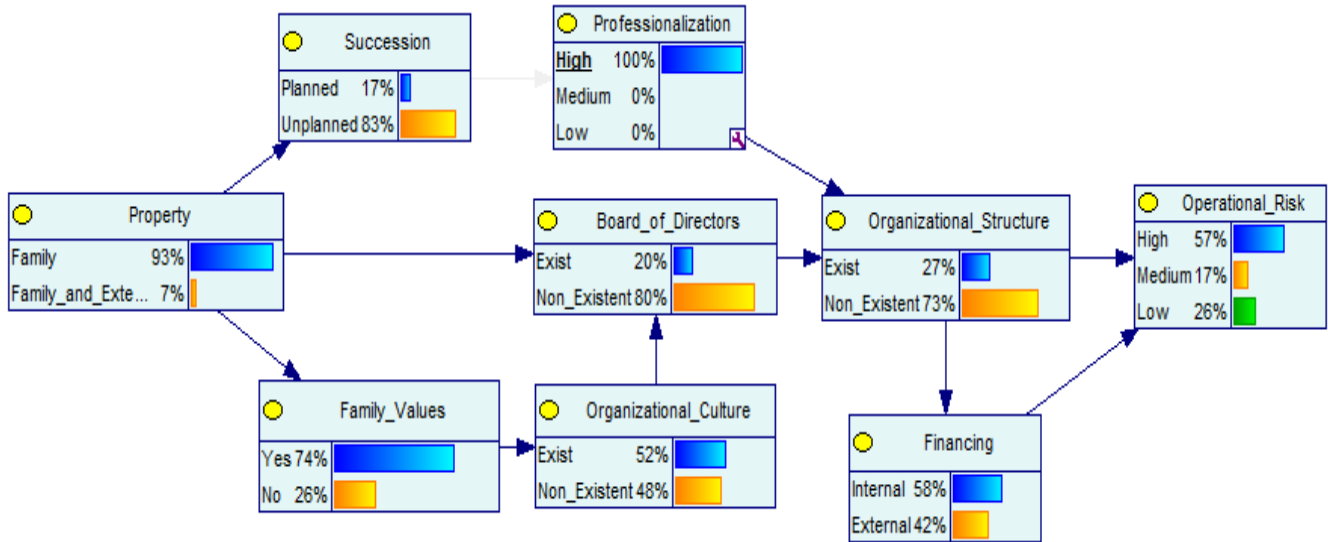 Succession
Planned 17%
Unplanned 83%
Professionalization
High 100%
Medium 0%
Low 0%
Property
Family 93%
Family_and_Exte... 7%
Board_of_Directors
Exist 20%
Non_Existent 80%
Organizational_Structure
Exist 27%
Non_Existent 73%
Operational_Risk
High 57%
Medium 17%
Low 26%
Family_Values
Yes 74%
No 26%
Organizational_Culture
Exist 52%
Non_Existent 48%
Financing
Internal 58%
External 42%